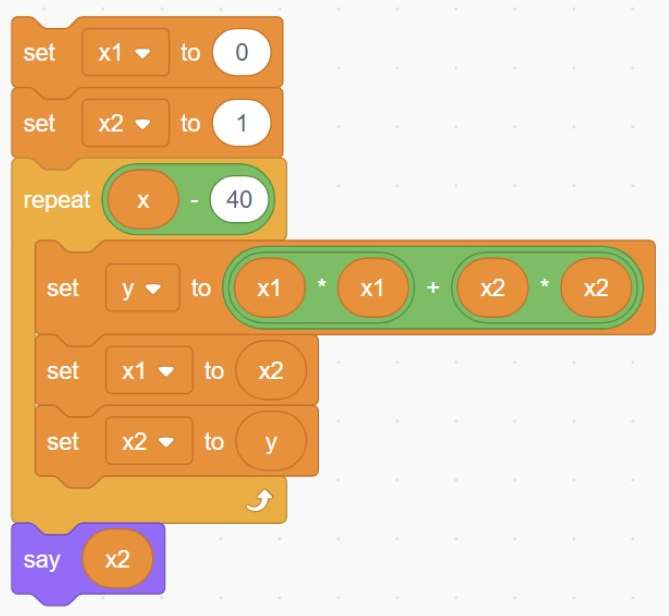 set x1 to 0
set x2 to 1
repeat x - 40
set y to x1 * x1 + x2 * x2
set x1 to x2
set x2 to y
say x2